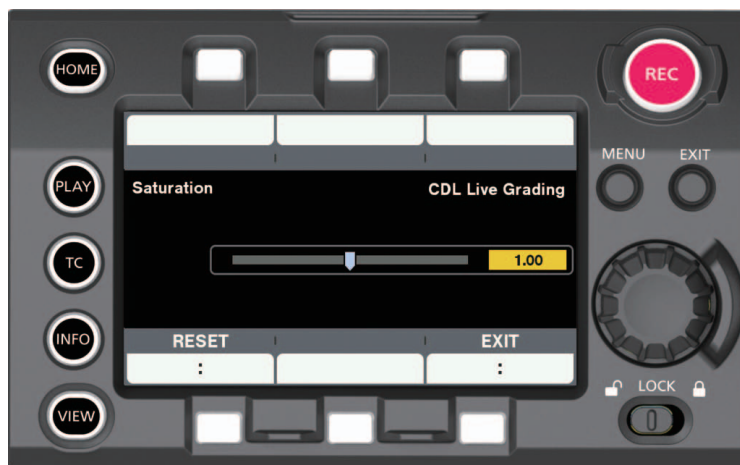 HOME
REC
MENU EXIT
PLAY
Saturation CDL Live Grading
TC
1.00
INFO
RESET EXIT
: :
LOCK
VIEW